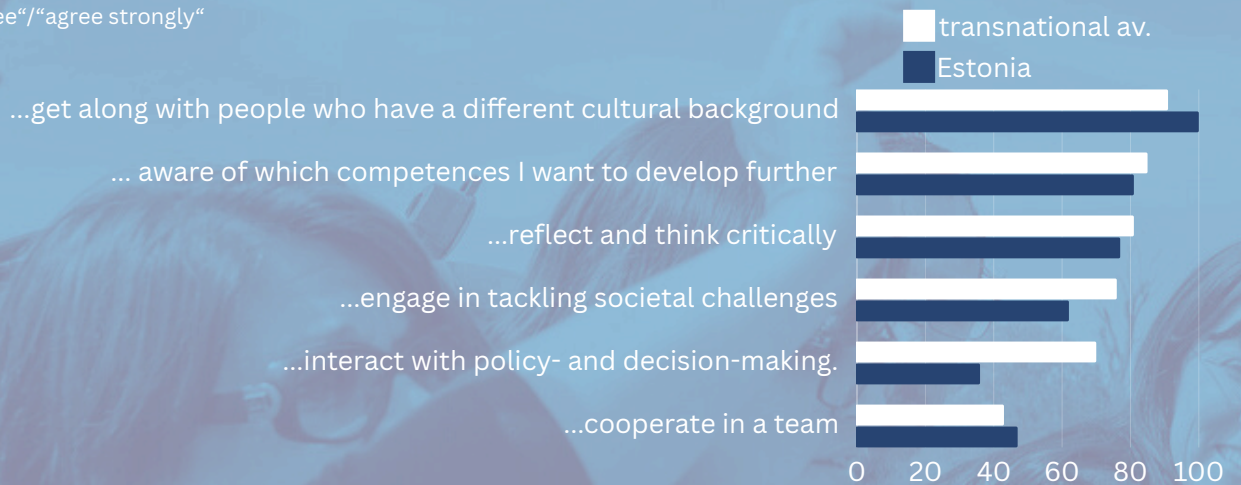 ee“/“agree strongly“
transnational av.
Estonia
...get along with people who have a different cultural background
... aware of which competences I want to develop further
...reflect and think critically
...engage in tackling societal challenges
...interact with policy- and decision-making.
...cooperate in a team
0 20 40 60 80 100